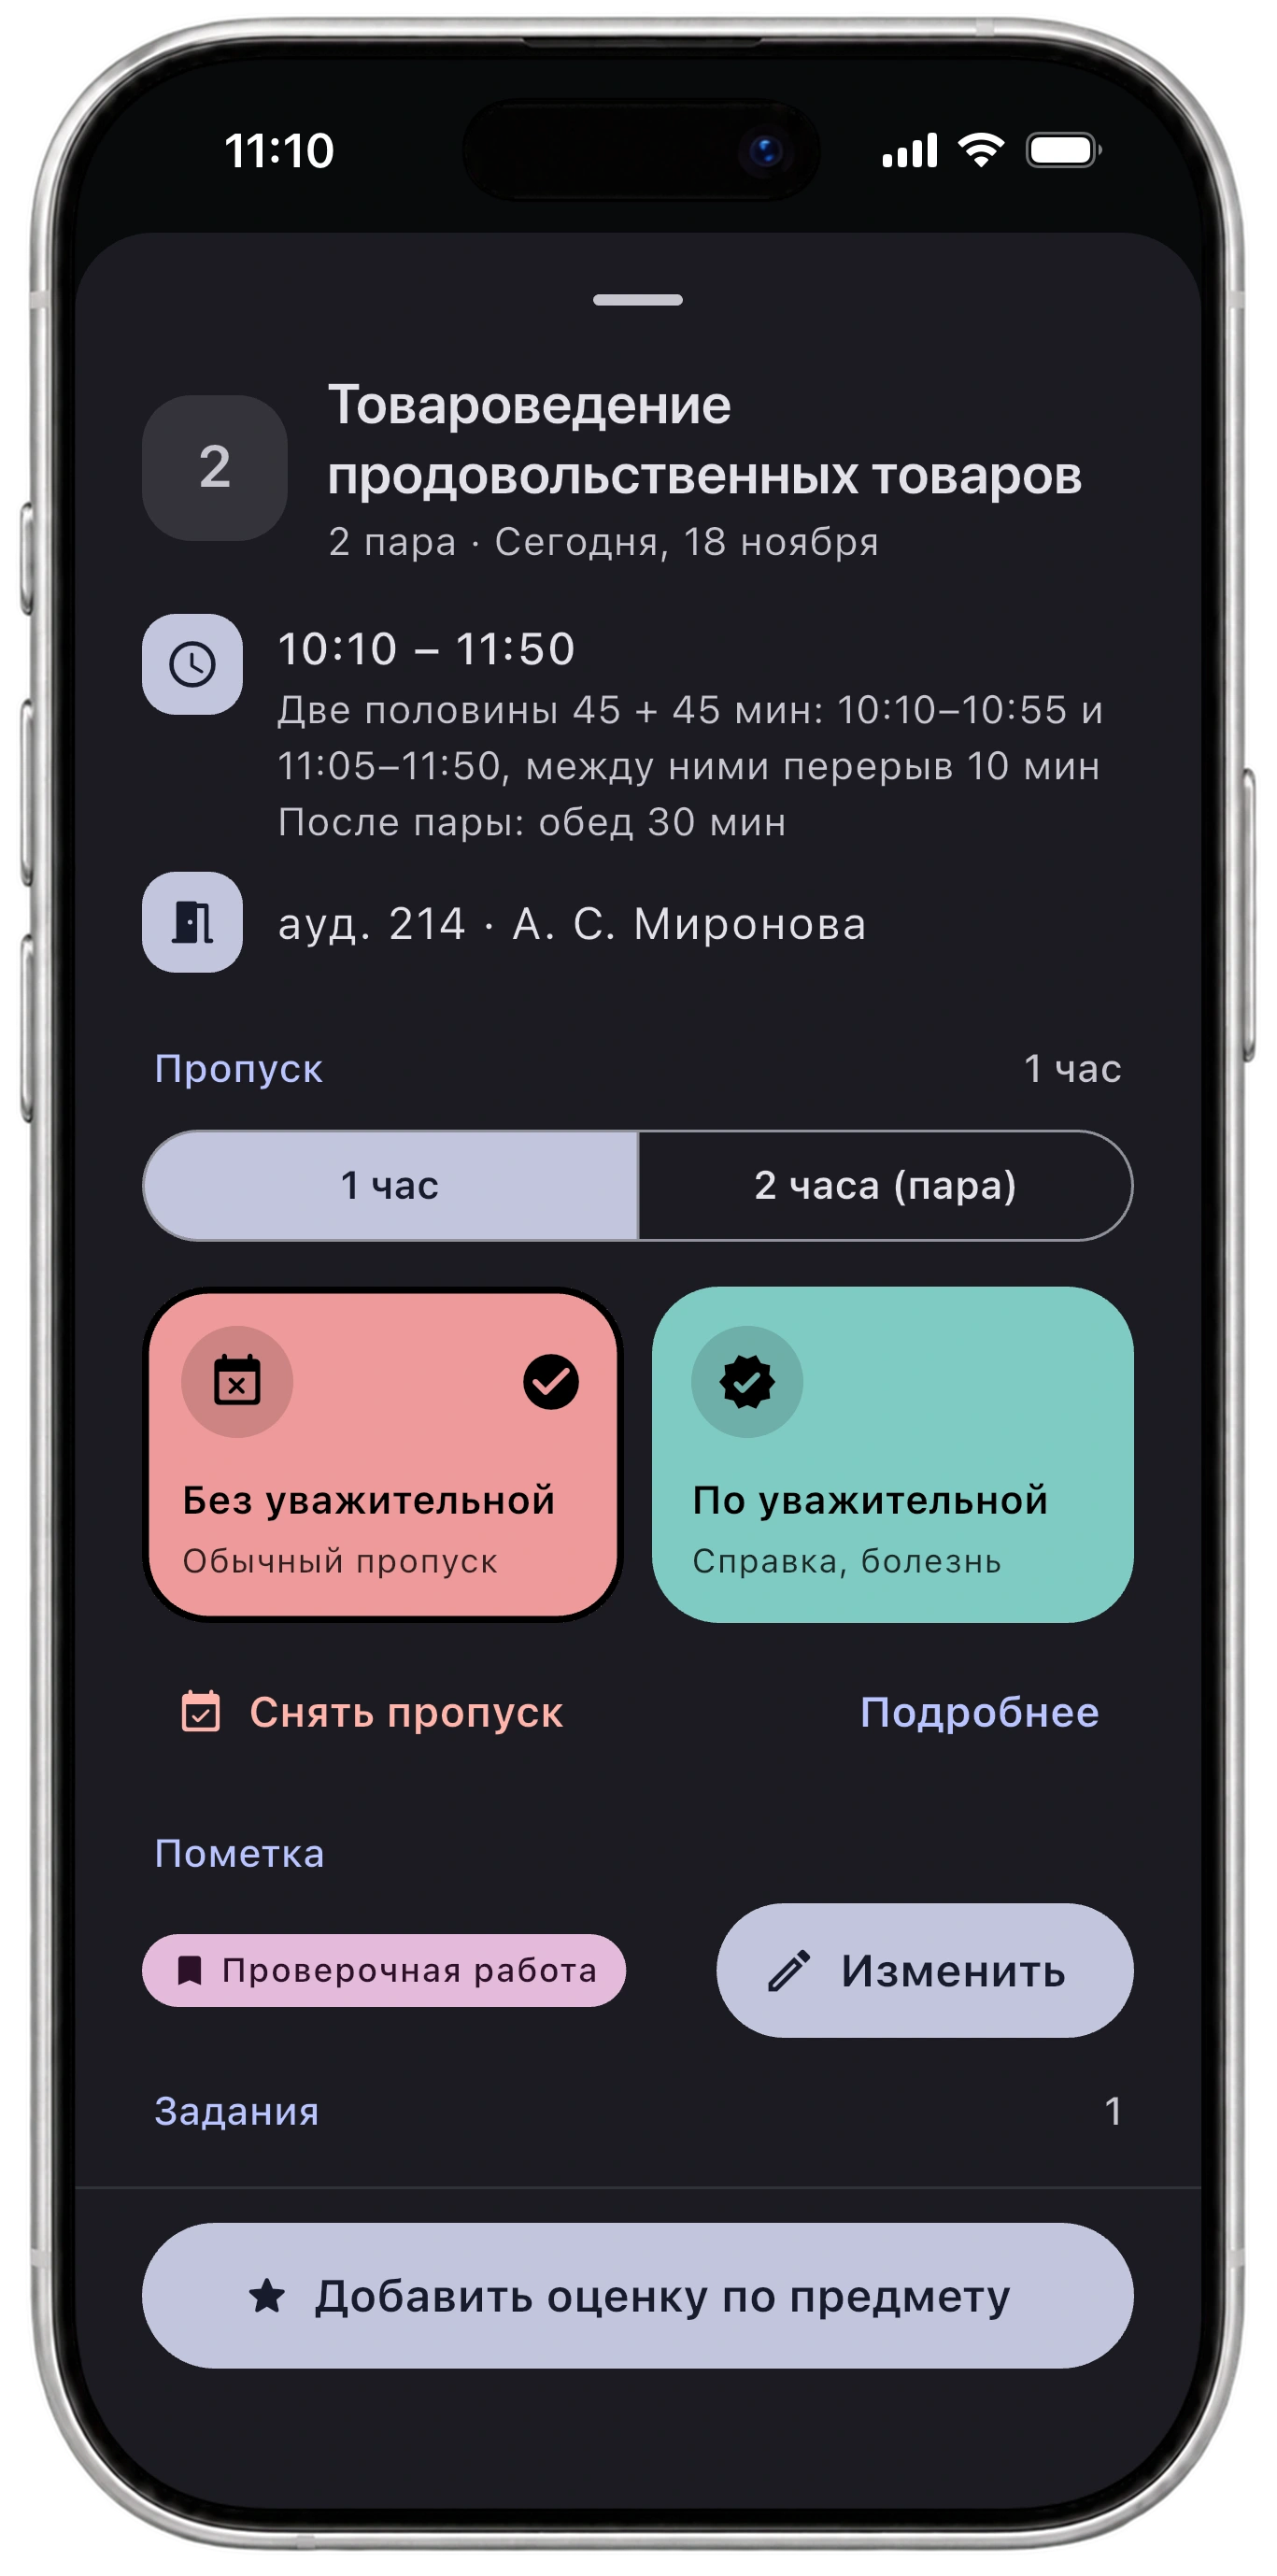 11:10
2
Товароведение
продовольственных товаров
2 пара · Сегодня, 18 ноября
10:10 – 11:50
Две половины 45 + 45 мин: 10:10–10:55 и
11:05–11:50, между ними перерыв 10 мин
После пары: обед 30 мин
ауд. 214 · А. С. Миронова
Пропуск
1 час
1 час
2 часа (пара)
Без уважительной
Обычный пропуск
По уважительной
Справка, болезнь
Снять пропуск
Подробнее
Пометка
Проверочная работа
Изменить
Задания
1
Добавить оценку по предмету